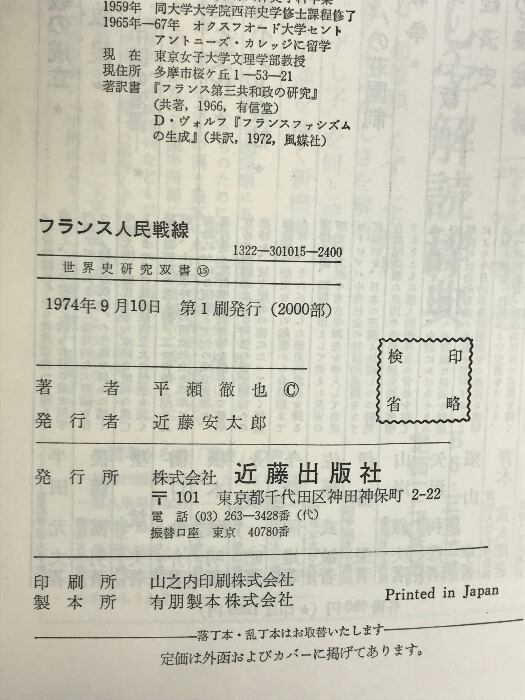 1959年 同大学大学院西洋史学修士課程修了
1965年—67年 オクスフォード大学セント
アントニーズ・カレッジに留学
現在 東京女子大学文理学部教授
現住所 多摩市桜ケ丘1—53—21
著訳書 『フランス第三共和政の研究』
(共著, 1966, 有信堂)
D・ヴォルフ『フランスファシズム
の生成』(共訳, 1972, 風媒社)
フランス人民戦線
1322—301015—2400
世界史研究双書⑮
1974年9月10日 第1刷発行 (2000部)
検印
省略
著者 平瀬徹也 ©
発行者 近藤安太郎
発行所 株式会社 近藤出版社
〒101 東京都千代田区神田神保町 2-22
電話 (03) 263—3428番 (代)
振替口座 東京 40780番
印刷所 山之内印刷株式会社
製本所 有朋製本株式会社
Printed in Japan
落丁本・乱丁本はお取替いたします
定価は外函およびカバーに掲げてあります。